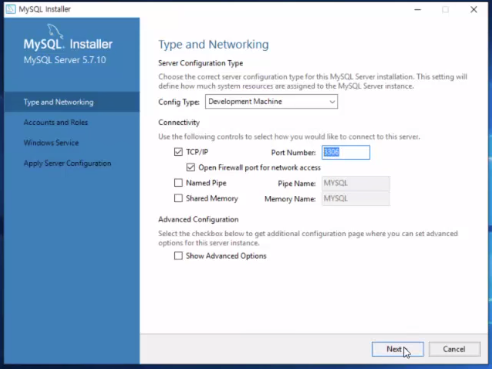 MySQL Installer
MySQL. Installer
MySQL Server 5.7.10
Type and Networking
Accounts and Roles
Windows Service
Apply Server Configuration
Type and Networking
Server Configuration Type
Choose the correct server configuration type for this MySQL Server installation. This setting will
define how much system resources are assigned to the MySQL Server instance.
Config Type: Development Machine
Connectivity
Use the following controls to select how you would like to connect to this server.
TCP/IP Port Number: 3306
Open Firewall port for network access
Named Pipe Pipe Name: MYSQL
Shared Memory Memory Name: MYSQL
Advanced Configuration
Select the checkbox below to get additional configuration page where you can set advanced
options for this server instance.
Show Advanced Options
Next Cancel